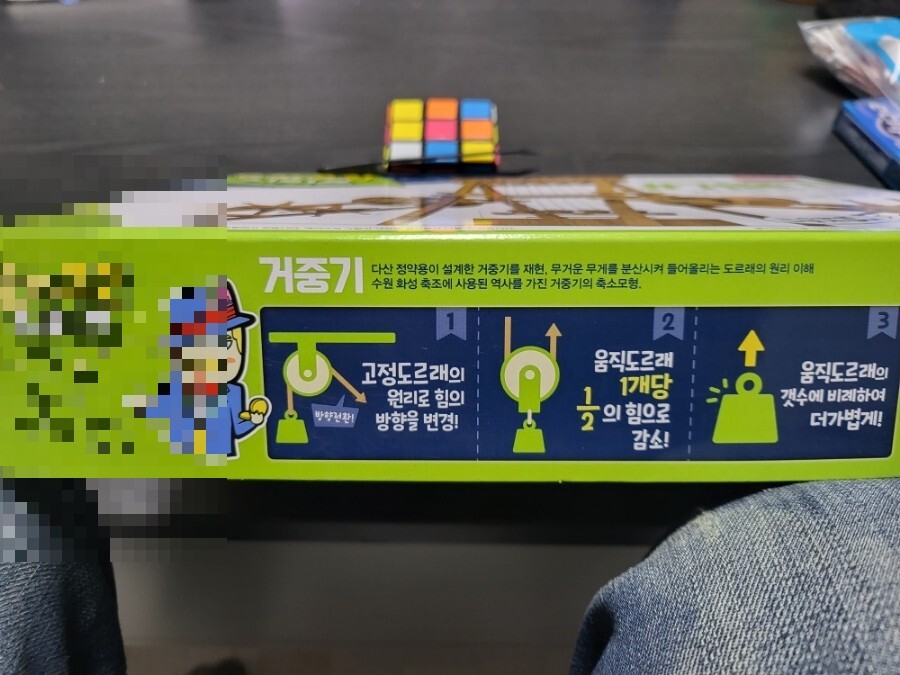 거중기
다산 정약용이 설계한 거중기를 재현, 무거운 무게를 분산시켜 들어올리는 도르래의 원리 이해
수원 화성 축조에 사용된 역사를 가진 거중기의 축소모형.
1
고정도르래의
원리로 힘의
방향을 변경!
방향전환!
2
움직도르래
1개당
1/2의 힘으로
감소!
3
움직도르래의
갯수에 비례하여
더가볍게!